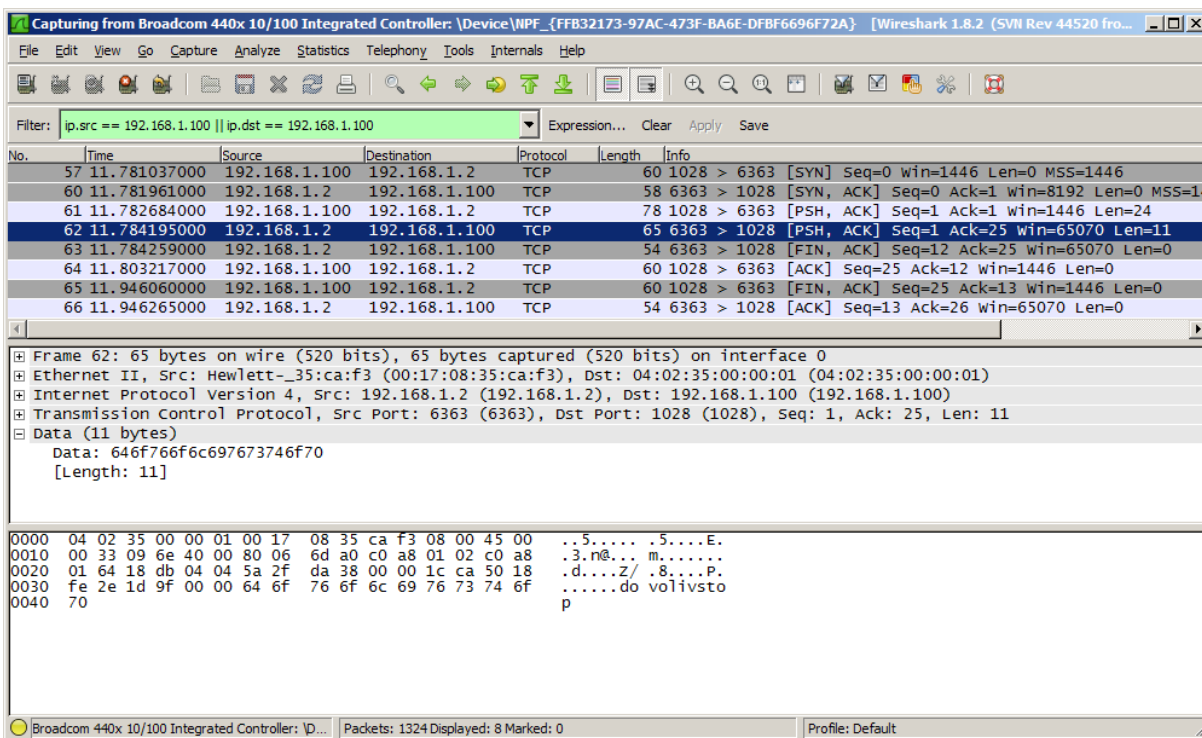 Capturing from Broadcom 440x 10/100 Integrated Controller: \Device\NPF_{FFB32173-97AC-473F-BA6E-DFBF6696F72A} [Wireshark 1.8.2 (SVN Rev 44520 fro...
File Edit View Go Capture Analyze Statistics Telephony Tools Internals Help
Filter: ip.src == 192.168.1.100 || ip.dst == 192.168.1.100 Expression... Clear Apply Save
No. Time Source Destination Protocol Length Info
57 11.781037000 192.168.1.100 192.168.1.2 TCP 60 1028 > 6363 [SYN] Seq=0 Win=1446 Len=0 MSS=1446
60 11.781961000 192.168.1.2 192.168.1.100 TCP 58 6363 > 1028 [SYN, ACK] Seq=0 Ack=1 Win=8192 Len=0 MSS=1
61 11.782684000 192.168.1.100 192.168.1.2 TCP 78 1028 > 6363 [PSH, ACK] Seq=1 Ack=1 Win=1446 Len=24
62 11.784195000 192.168.1.2 192.168.1.100 TCP 65 6363 > 1028 [PSH, ACK] Seq=1 Ack=25 Win=65070 Len=11
63 11.784259000 192.168.1.2 192.168.1.100 TCP 54 6363 > 1028 [FIN, ACK] Seq=12 Ack=25 Win=65070 Len=0
64 11.803217000 192.168.1.100 192.168.1.2 TCP 60 1028 > 6363 [ACK] Seq=25 Ack=12 Win=1446 Len=0
65 11.946060000 192.168.1.100 192.168.1.2 TCP 60 1028 > 6363 [FIN, ACK] Seq=25 Ack=13 Win=1446 Len=0
66 11.946265000 192.168.1.2 192.168.1.100 TCP 54 6363 > 1028 [ACK] Seq=13 Ack=26 Win=65070 Len=0
Frame 62: 65 bytes on wire (520 bits), 65 bytes captured (520 bits) on interface 0
Ethernet II, Src: Hewlett-_35:ca:f3 (00:17:08:35:ca:f3), Dst: 04:02:35:00:00:01 (04:02:35:00:00:01)
Internet Protocol Version 4, Src: 192.168.1.2 (192.168.1.2), Dst: 192.168.1.100 (192.168.1.100)
Transmission Control Protocol, Src Port: 6363 (6363), Dst Port: 1028 (1028), Seq: 1, Ack: 25, Len: 11
Data (11 bytes)
Data: 646f766f6c697673746f70
[Length: 11]
0000 04 02 35 00 00 01 00 17 08 35 ca f3 08 00 45 00 ..5..... .5....E.
0010 00 33 09 6e 40 00 80 06 6d a0 c0 a8 01 02 c0 a8 .3.n@... m.......
0020 01 64 18 db 04 04 5a 2f da 38 00 00 1c ca 50 18 .d....Z/ .8....P.
0030 fe 2e 1d 9f 00 00 64 6f 76 6f 6c 69 76 73 74 6f ......do volivsto
0040 70 p
Broadcom 440x 10/100 Integrated Controller: \D... Packets: 1324 Displayed: 8 Marked: 0 Profile: Default